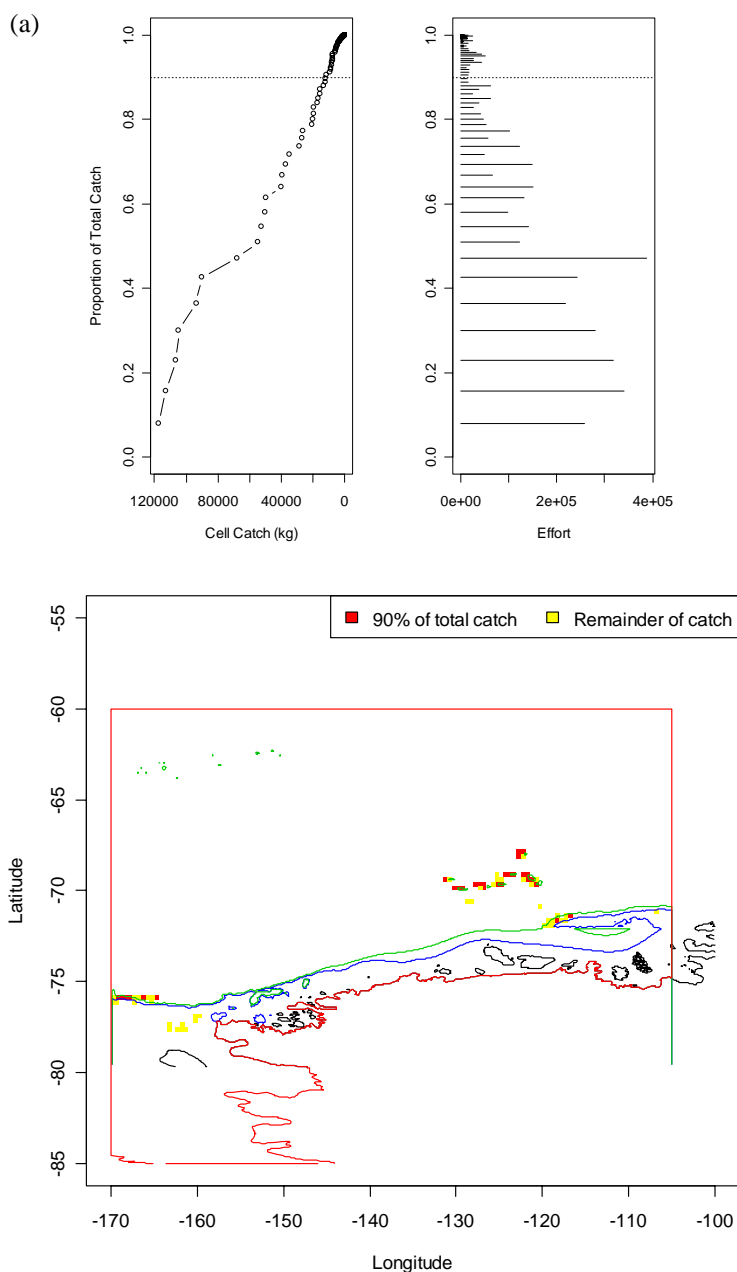 (a)
Proportion of Total Catch
1.0
0.8
0.6
0.4
0.2
0.0
120000 80000 40000 0
Cell Catch (kg)
1.0
0.8
0.6
0.4
0.2
0.0
0e+00 2e+05 4e+05
Effort
90% of total catch Remainder of catch
Latitude
-55
-60
-65
-70
-75
-80
-85
-170 -160 -150 -140 -130 -120 -110 -100
Longitude